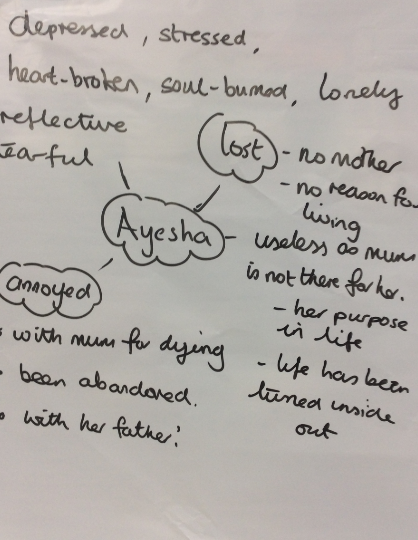 depressed, stressed,
heart-broken, soul-burned, lonely
reflective
tearful
lost
- no mother
- no reason for
living
Ayesha
- useless as mum
is not there for her.
- her purpose
in life
- life has been
turned inside
out
annoyed
with mum for dying
been abandoned.
with her father!